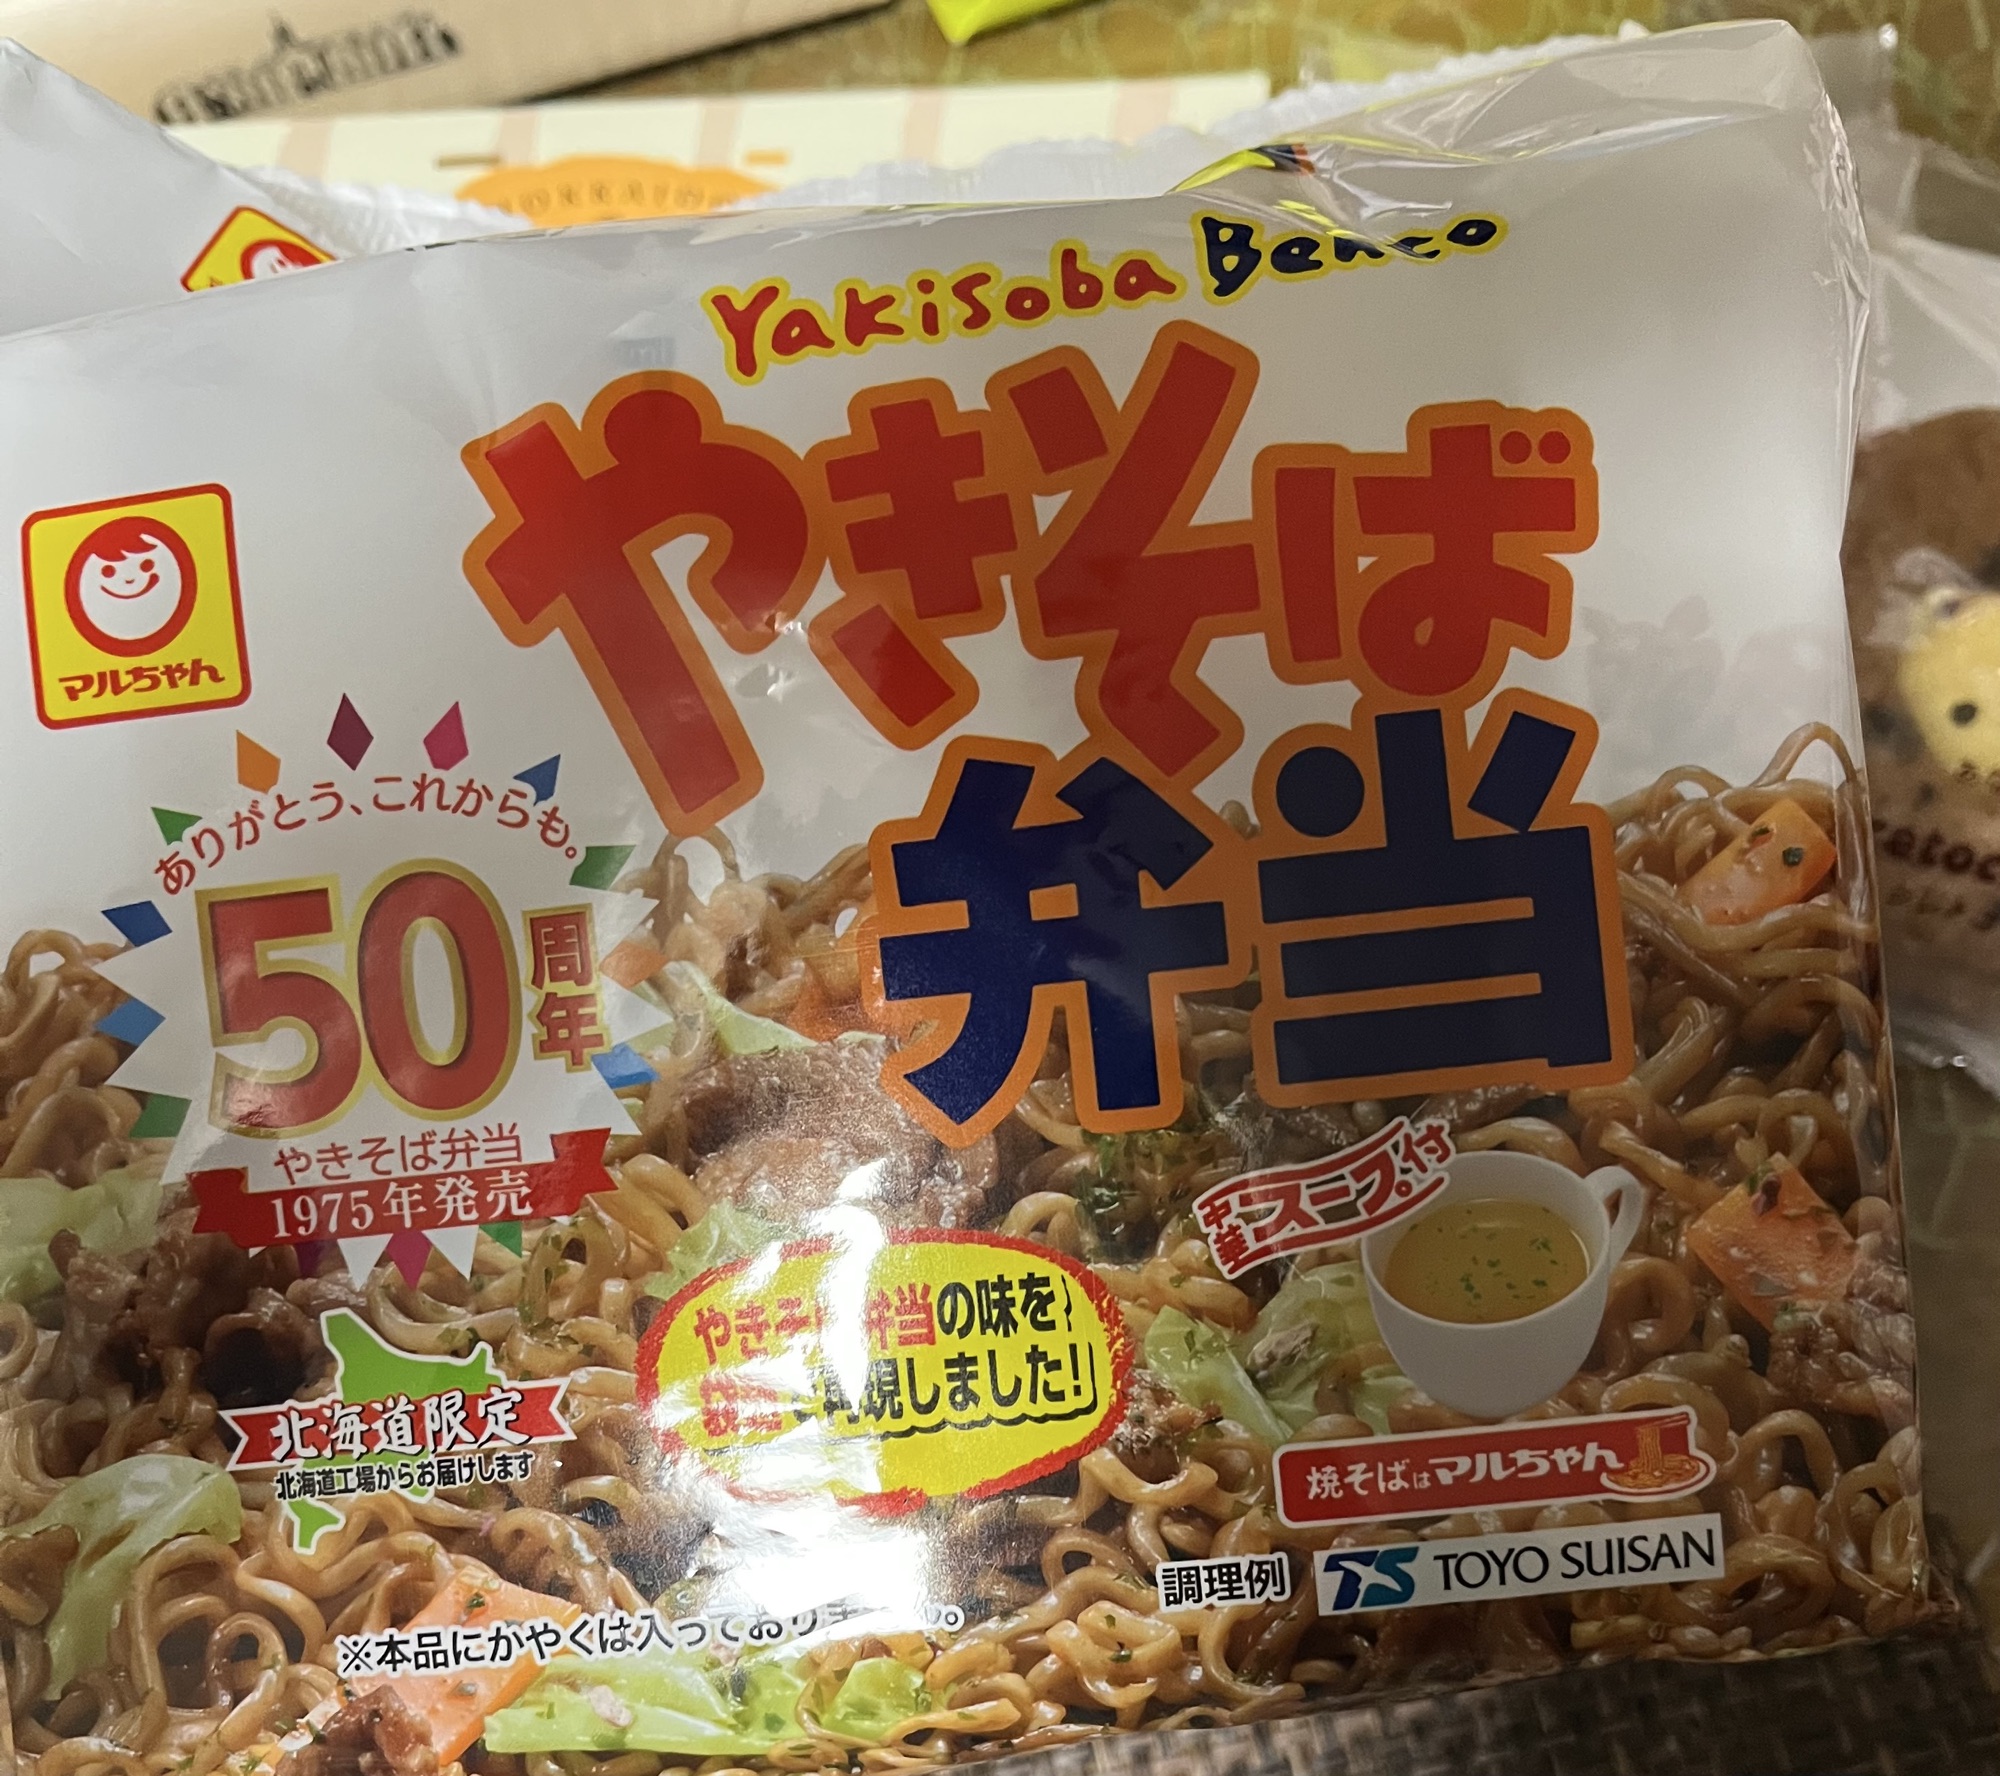 Yakisoba Bento
やきそば
弁当
マルちゃん
ありがとう、これからも。
50周年
やきそば弁当
1975年発売
中華スープ付
の味を
現しました!
北海道限定
北海道工場からお届けします
焼そばはマルちゃん
調理例
TS TOYO SUISAN
※本品にかやくは入っており